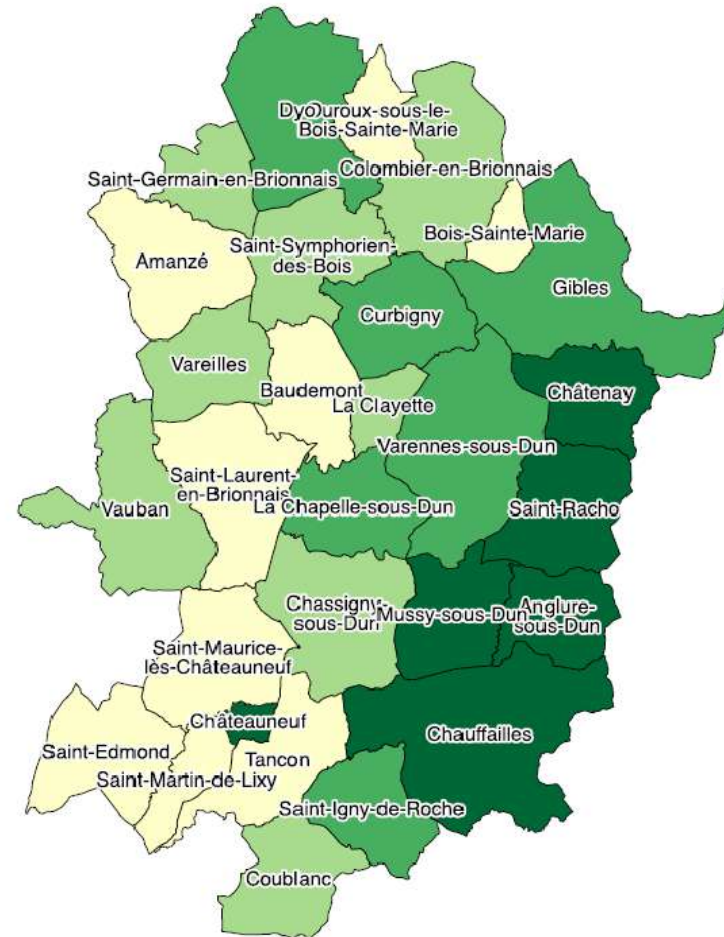 Ouroux-sous-le-
Bois-Sainte-Marie
Colombier-en-Brionnais
Saint-Germain-en-Brionnais
Bois-Sainte-Marie
Saint-Symphorien-
des-Bois
Amanzé
Gibles
Curbigny
Vareilles
Baudemont
Châtenay
La Clayette
Varennes-sous-Dun
Saint-Laurent-
en-Brionnais
Vauban
La Chapelle-sous-Dun
Saint-Racho
Chassigny-
sous-Dun
Mussy-sous-Dun
Anglure-
sous-Dun
Saint-Maurice-
lès-Châteauneuf
Châteauneuf
Chauffailles
Saint-Edmond
Tancon
Saint-Martin-de-Lixy
Saint-Igny-de-Roche
Coublanc